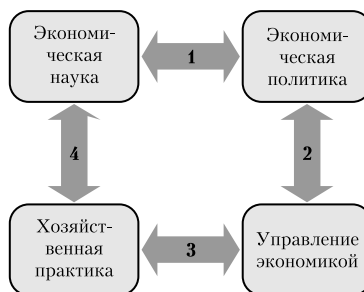 Экономи-
ческая
наука
1
Экономи-
ческая
политика
4
2
Хозяйст-
венная
практика
3
Управление
экономикой